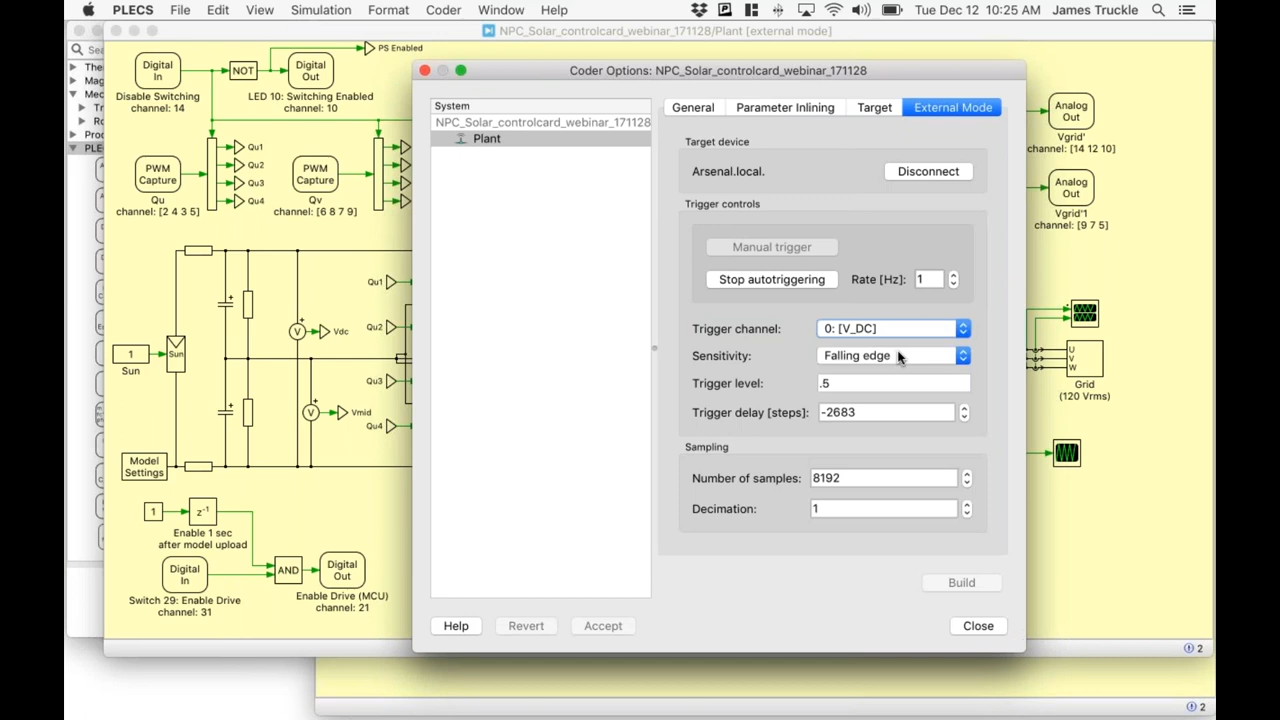 PLECS File Edit View Simulation Format Coder Window Help Tue Dec 12 10:25 AM James Truckle
NPC_Solar_controlcard_webinar_171128/Plant [external mode]
Digital In
Disable Switching
channel: 14
NOT
Digital Out
LED 10: Switching Enabled
channel: 10
PS Enabled
PWM Capture
Qu
channel: [2 4 3 5]
Qu1
Qu2
Qu3
Qu4
PWM Capture
Qv
channel: [6 8 7 9]
1
Sun
Sun
V
Vdc
V
Vmid
Qu1
Qu2
Qu3
Qu4
Model Settings
1
z-1
Enable 1 sec
after model upload
Digital In
Switch 29: Enable Drive
channel: 31
AND
Digital Out
Enable Drive (MCU)
channel: 21
Coder Options: NPC_Solar_controlcard_webinar_171128
System
NPC_Solar_controlcard_webinar_171128
Plant
General Parameter Inlining Target External Mode
Target device
Arsenal.local. Disconnect
Trigger controls
Manual trigger
Stop autotriggering Rate [Hz]: 1
Trigger channel: 0: [V_DC]
Sensitivity: Falling edge
Trigger level: .5
Trigger delay [steps]: -2683
Sampling
Number of samples: 8192
Decimation: 1
Build
Help Revert Accept Close
Analog Out
Vgrid'
channel: [14 12 10]
Analog Out
Vgrid'1
channel: [9 7 5]
U
V
W
Grid
(120 Vrms)
2
2